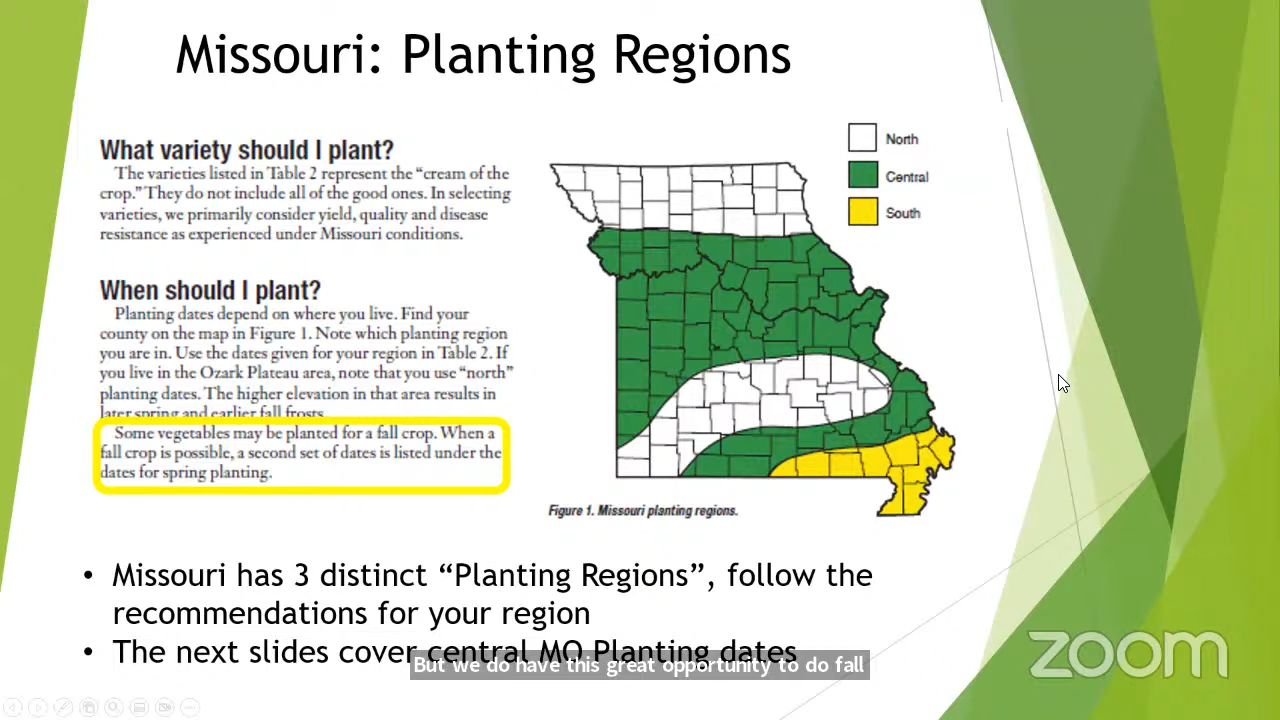 Missouri: Planting Regions
What variety should I plant?
The varieties listed in Table 2 represent the “cream of the
crop.” They do not include all of the good ones. In selecting
varieties, we primarily consider yield, quality and disease
resistance as experienced under Missouri conditions.
When should I plant?
Planting dates depend on where you live. Find your
county on the map in Figure 1. Note which planting region
you are in. Use the dates given for your region in Table 2. If
you live in the Ozark Plateau area, note that you use “north”
planting dates. The higher elevation in that area results in
later spring and earlier fall frosts.
Some vegetables may be planted for a fall crop. When a
fall crop is possible, a second set of dates is listed under the
dates for spring planting.
North
Central
South
Figure 1. Missouri planting regions.
• Missouri has 3 distinct “Planting Regions”, follow the
recommendations for your region
• The next slides cover central MO Planting dates
But we do have this great opportunity to do fall
zoom